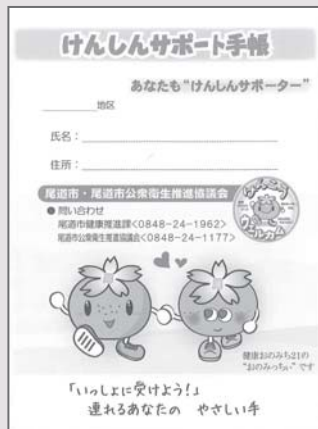 けんしんサポート手帳
あなたも“けんしんサポーター”
地区
氏名：
住所：
尾道市・尾道市公衆衛生推進協議会
●問い合わせ
尾道市健康推進課<0848-24-1962>
尾道市公衆衛生推進協議会<0848-24-1177>
けんこう
ウェルカム
健康おのみち21の
“おのみっちぃ”です
「いっしょに受けよう!」
連れるあなたの やさしい手